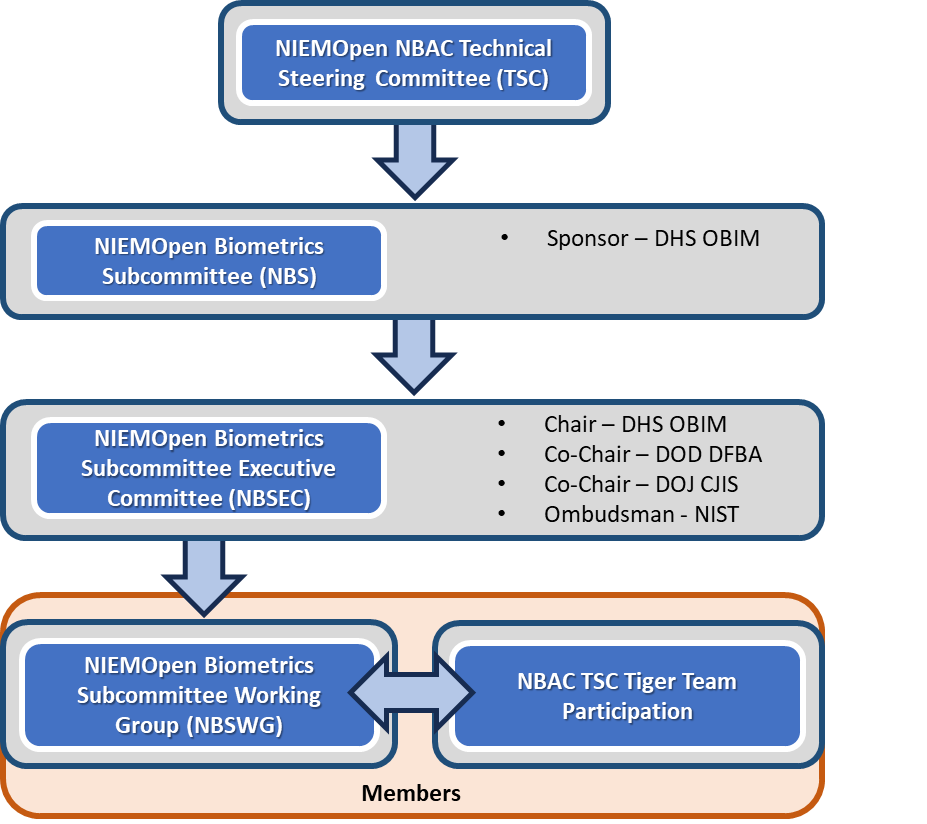 NIEMOpen NBAC Technical
Steering Committee (TSC)
NIEMOpen Biometrics
Subcommittee (NBS)
• Sponsor – DHS OBIM
NIEMOpen Biometrics
Subcommittee Executive
Committee (NBSEC)
• Chair – DHS OBIM
• Co-Chair – DOD DFBA
• Co-Chair – DOJ CJIS
• Ombudsman - NIST
NIEMOpen Biometrics
Subcommittee Working
Group (NBSWG)
NBAC TSC Tiger Team
Participation
Members